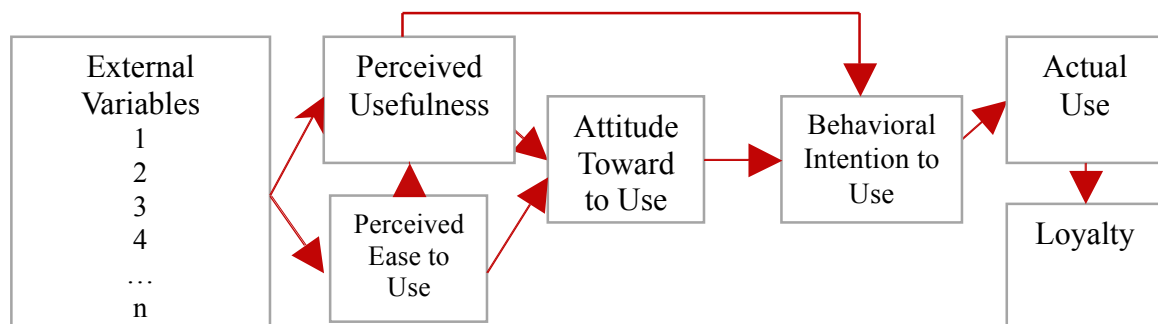 External
Variables
1
2
3
4
…
n
Perceived
Usefulness
Perceived
Ease to
Use
Attitude
Toward
to Use
Behavioral
Intention to
Use
Actual
Use
Loyalty